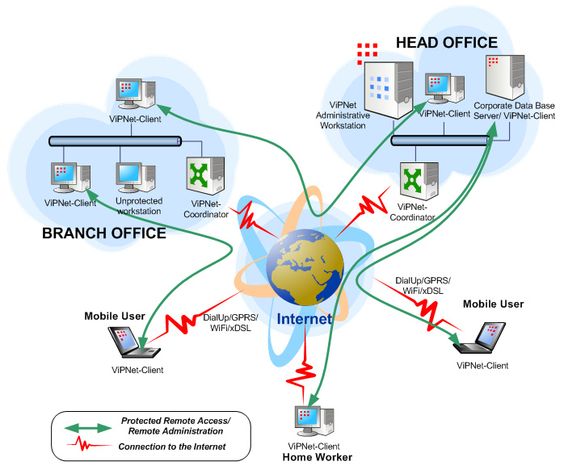 HEAD OFFICE
ViPNet-Client
ViPNet
Administrative
Workstation
ViPNet-Client
Corporate Data Base
Server/ ViPNet-Client
ViPNet-Client
Unprotected
workstation
ViPNet-
Coordinator
ViPNet-
Coordinator
BRANCH OFFICE
Internet
Mobile User
DialUp/GPRS/
WiFi/xDSL
ViPNet-Client
DialUp/GPRS/
WiFi/xDSL
Mobile User
ViPNet-Client
ViPNet-Client
Home Worker
Protected Remote Access/
Remote Administration
Connection to the Internet